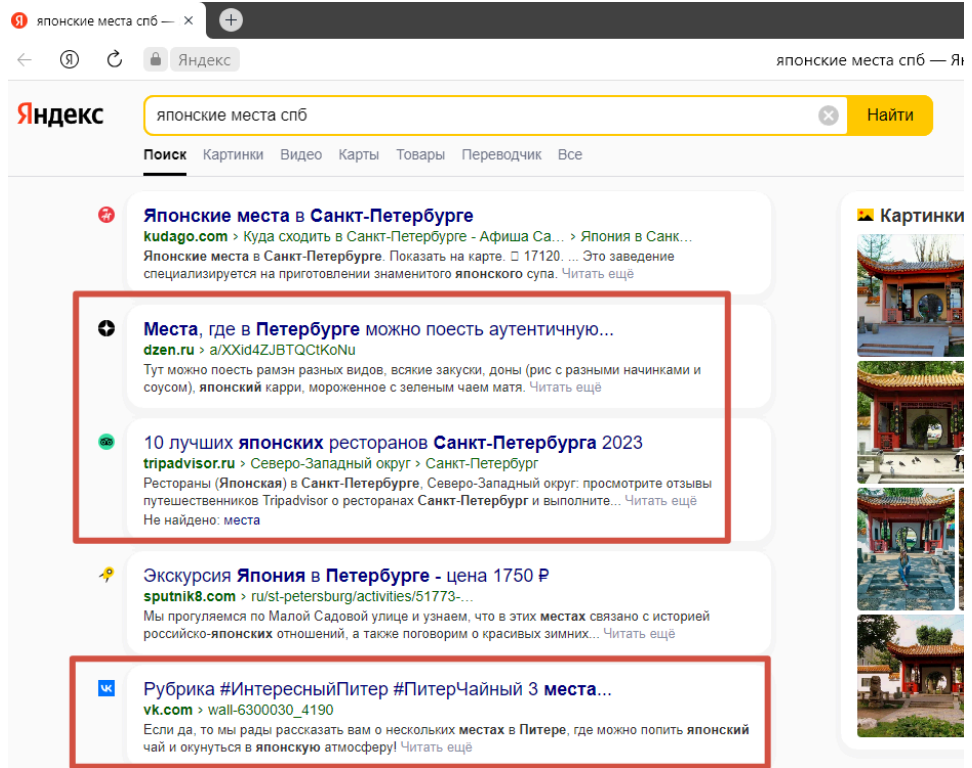 японские места спб —
Яндекс
японские места спб — Ян
Яндекс
японские места спб
Найти
Поиск Картинки Видео Карты Товары Переводчик Все
Японские места в Санкт-Петербурге
kudago.com › Куда сходить в Санкт-Петербурге - Афиша Са... › Япония в Санк...
Японские места в Санкт-Петербурге. Показать на карте. 17120. ... Это заведение
специализируется на приготовлении знаменитого японского супа. Читать ещё
Места, где в Петербурге можно поесть аутентичную...
dzen.ru › a/XXid4ZJBTQCtKoNu
Тут можно поесть рамэн разных видов, всякие закуски, доны (рис с разными начинками и
соусом), японский карри, мороженное с зеленым чаем матя. Читать ещё
10 лучших японских ресторанов Санкт-Петербурга 2023
tripadvisor.ru › Северо-Западный округ › Санкт-Петербург
Рестораны (Японская) в Санкт-Петербурге, Северо-Западный округ: просмотрите отзывы
путешественников Tripadvisor о ресторанах Санкт-Петербург и выполните... Читать ещё
Не найдено: места
Экскурсия Япония в Петербурге - цена 1750 ₽
sputnik8.com › ru/st-petersburg/activities/51773-...
Мы прогуляемся по Малой Садовой улице и узнаем, что в этих местах связано с историей
российско-японских отношений, а также поговорим о красивых зимних... Читать ещё
Рубрика #ИнтересныйПитер #ПитерЧайный 3 места...
vk.com › wall-6300030_4190
Если да, то мы рады рассказать вам о нескольких местах в Питере, где можно попить японский
чай и окунуться в японскую атмосферу! Читать ещё
Картинки